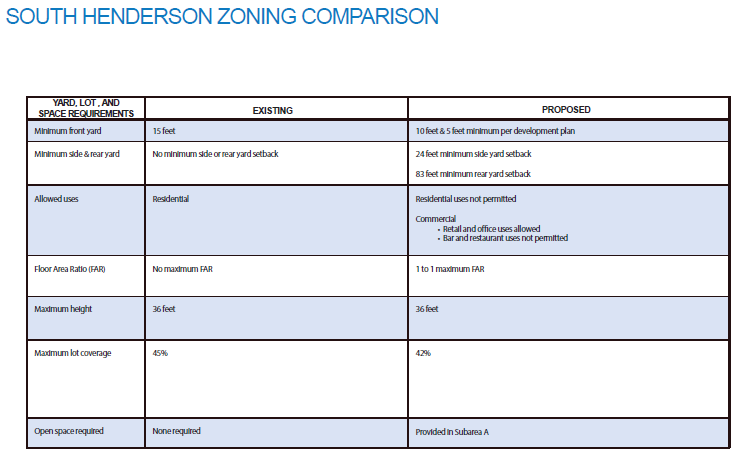 SOUTH HENDERSON ZONING COMPARISON
YARD, LOT , AND
SPACE REQUIREMENTS
EXISTING
PROPOSED
Minimum front yard
15 feet
10 feet & 5 feet minimum per development plan
Minimum side & rear yard
No minimum side or rear yard setback
24 feet minimum side yard setback
83 feet minimum rear yard setback
Allowed uses
Residential
Residential uses not permitted
Commercial
• Retail and office uses allowed
• Bar and restaurant uses not permitted
Floor Area Ratio (FAR)
No maximum FAR
1 to 1 maximum FAR
Maximum height
36 feet
36 feet
Maximum lot coverage
45%
42%
Open space required
None required
Provided in Subarea A